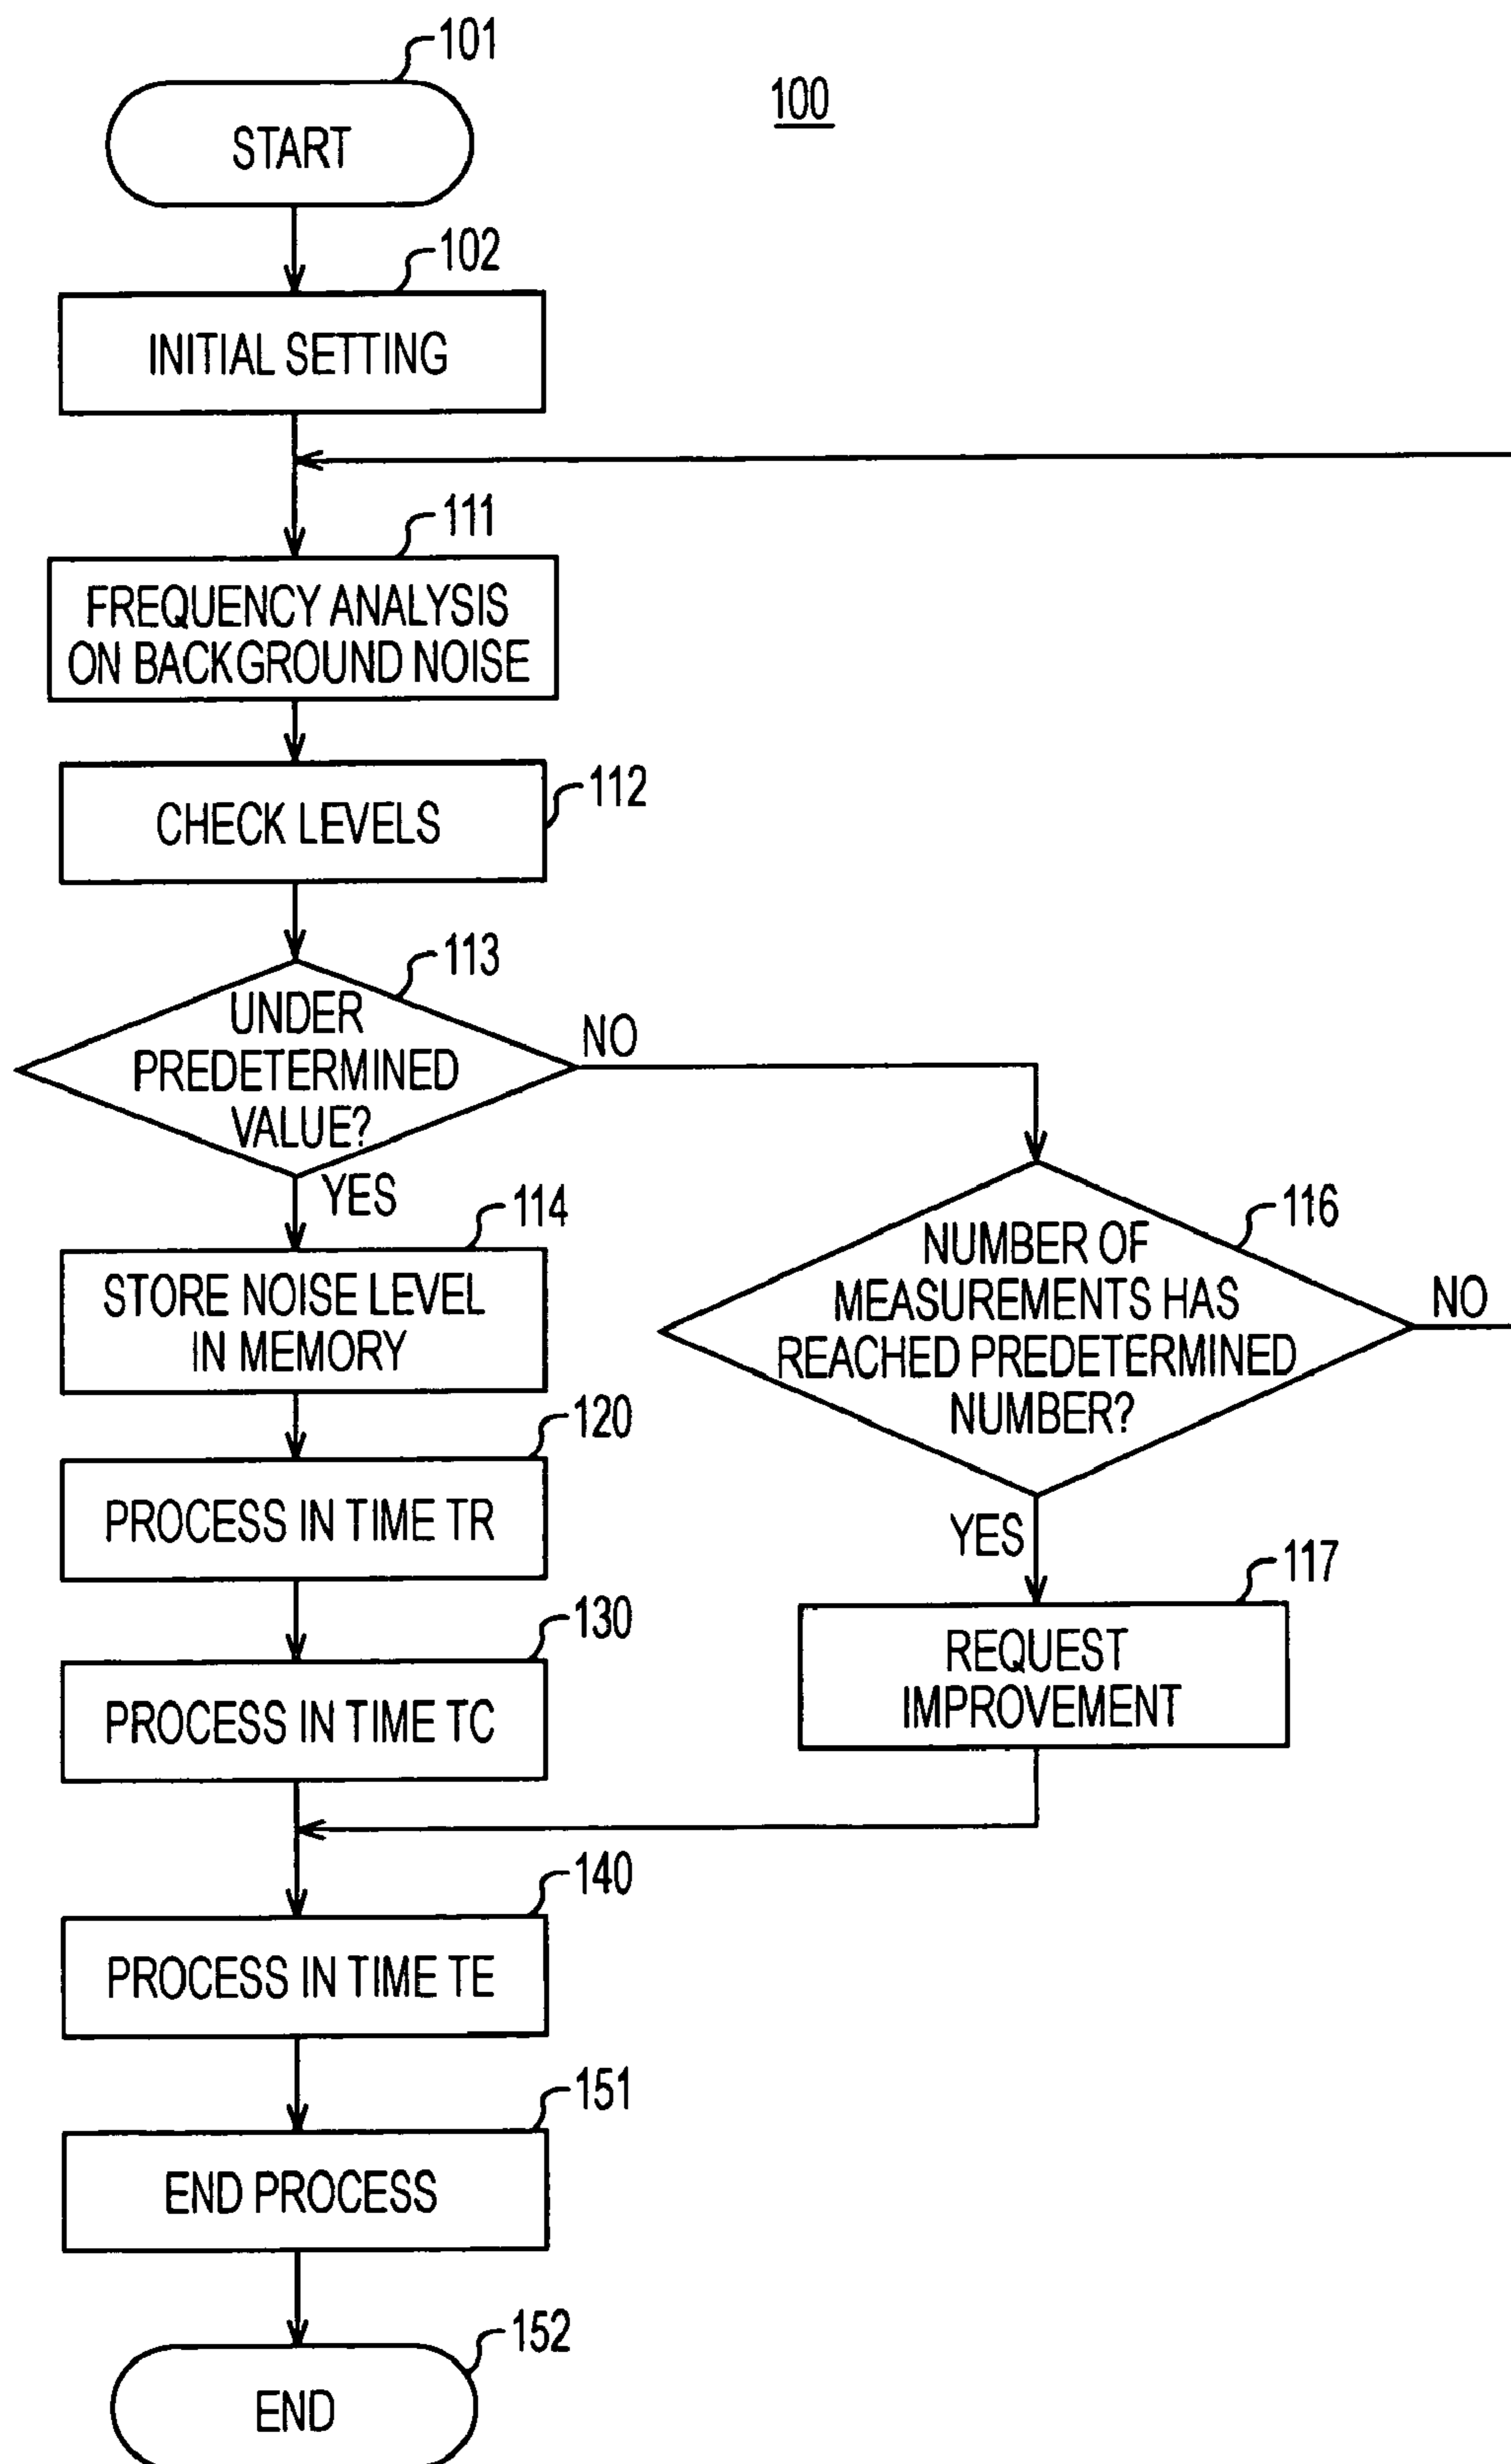 101
100
START
102
INITIAL SETTING
111
FREQUENCY ANALYSIS
ON BACKGROUND NOISE
112
CHECK LEVELS
113
UNDER
PREDETERMINED
VALUE?
NO
YES
114
STORE NOISE LEVEL
IN MEMORY
116
NUMBER OF
MEASUREMENTS HAS
REACHED PREDETERMINED
NUMBER?
NO
YES
120
PROCESS IN TIME TR
117
REQUEST
IMPROVEMENT
130
PROCESS IN TIME TC
140
PROCESS IN TIME TE
151
END PROCESS
152
END